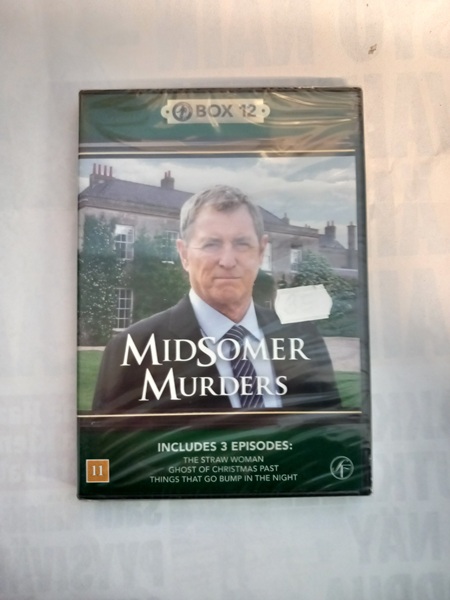 BOX 12
MIDSOMER
MURDERS
INCLUDES 3 EPISODES:
THE STRAW WOMAN
GHOST OF CHRISTMAS PAST
THINGS THAT GO BUMP IN THE NIGHT
11